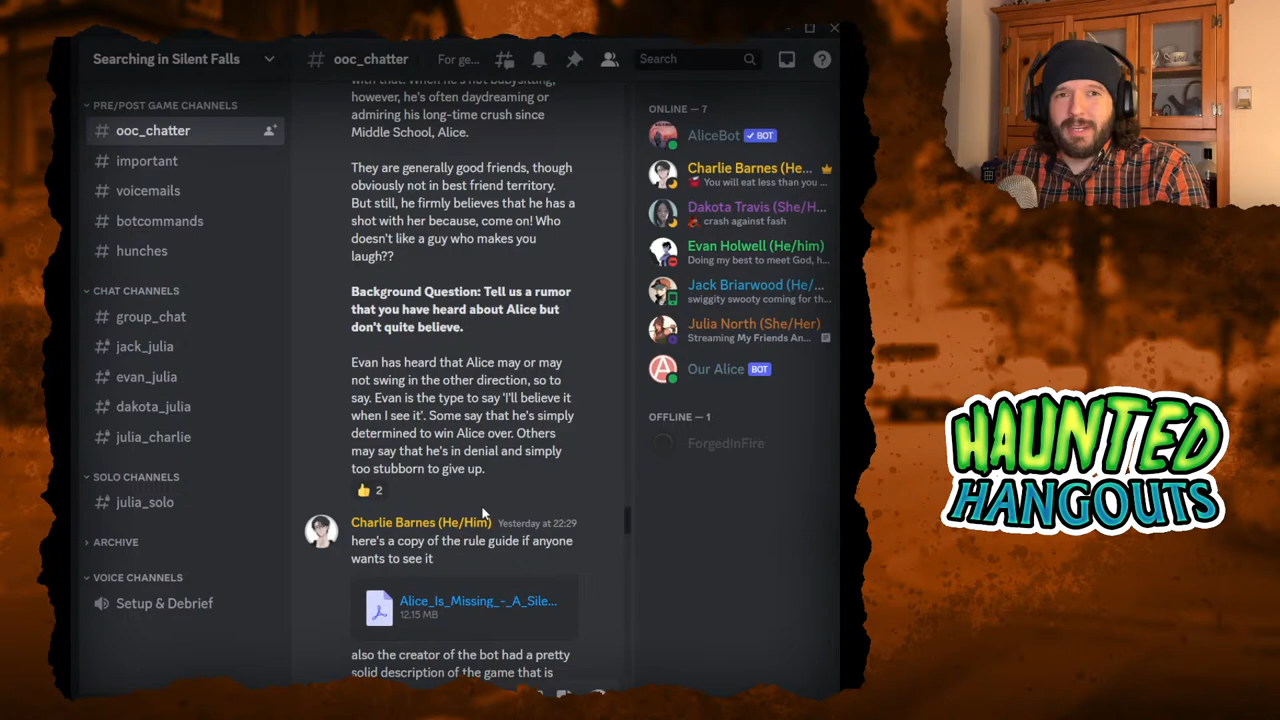 Searching in Silent Falls
PRE/POST GAME CHANNELS
# ooc_chatter
# important
# voicemails
# botcommands
# hunches
CHAT CHANNELS
# group_chat
# jack_julia
# evan_julia
# dakota_julia
# julia_charlie
SOLO CHANNELS
# julia_solo
ARCHIVE
VOICE CHANNELS
Setup & Debrief
# ooc_chatter
For ge...
Search
with that. When he's not babysitting,
however, he's often daydreaming or
admiring his long-time crush since
Middle School, Alice.
They are generally good friends, though
obviously not in best friend territory.
But still, he firmly believes that he has a
shot with her because, come on! Who
doesn't like a guy who makes you
laugh??
Background Question: Tell us a rumor
that you have heard about Alice but
don't quite believe.
Evan has heard that Alice may or may
not swing in the other direction, so to
say. Evan is the type to say 'I'll believe it
when I see it'. Some say that he's simply
determined to win Alice over. Others
may say that he's in denial and simply
too stubborn to give up.
2
Charlie Barnes (He/Him) Yesterday at 22:29
here's a copy of the rule guide if anyone
wants to see it
Alice_Is_Missing_-_A_Sile...
12.15 MB
also the creator of the bot had a pretty
solid description of the game that is
ONLINE — 7
AliceBot BOT
Charlie Barnes (He...
You will eat less than you ...
Dakota Travis (She/H...
crash against fash
Evan Holwell (He/him)
Doing my best to meet God, h...
Jack Briarwood (He/...
swiggity swooty coming for th...
Julia North (She/Her)
Streaming My Friends An...
Our Alice BOT
OFFLINE — 1
ForgedInFire
HAUNTED
HANGOUTS